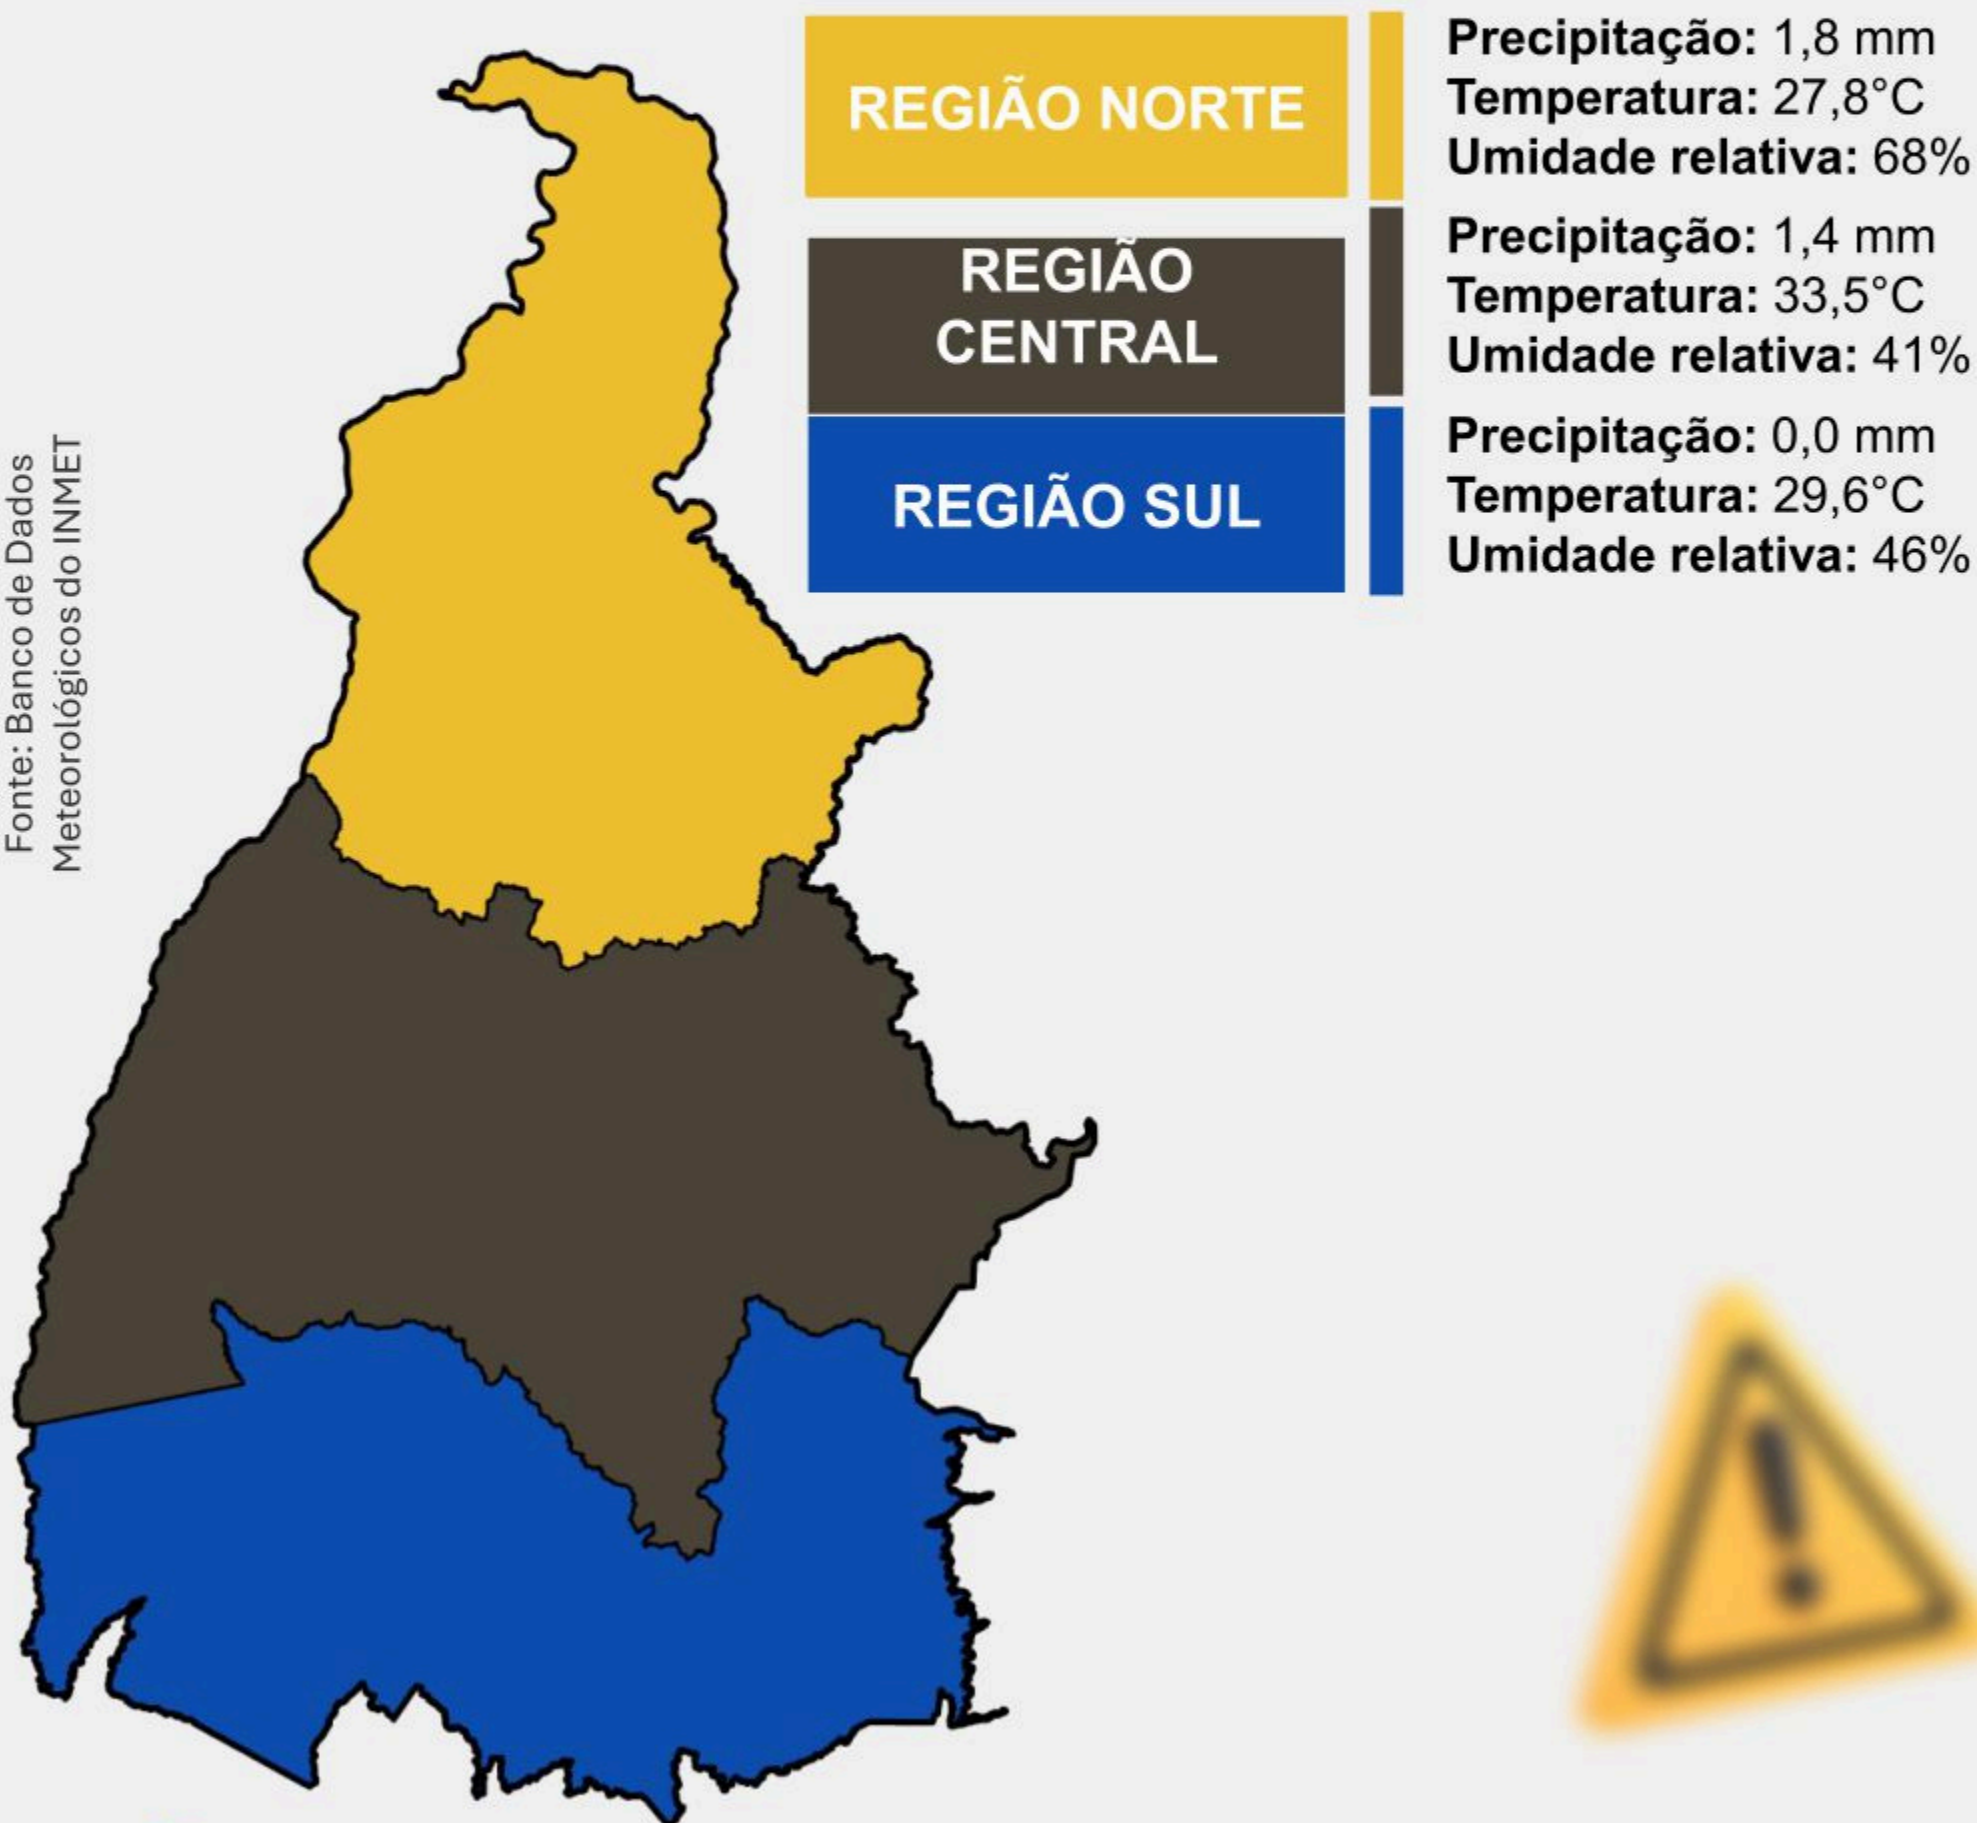 REGIÃO NORTE
Precipitação: 1,8 mm
Temperatura: 27,8°C
Umidade relativa: 68%
REGIÃO
CENTRAL
Precipitação: 1,4 mm
Temperatura: 33,5°C
Umidade relativa: 41%
REGIÃO SUL
Precipitação: 0,0 mm
Temperatura: 29,6°C
Umidade relativa: 46%
Fonte: Banco de Dados
Meteorológicos do INMET